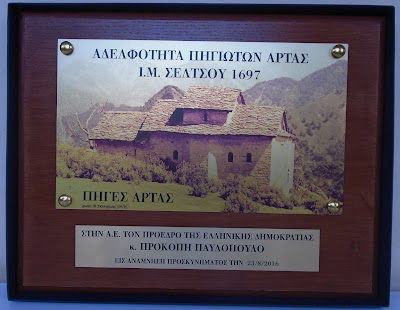 ΑΔΕΛΦΟΤΗΤΑ ΠΗΓΙΩΤΩΝ ΑΡΤΑΣ
Ι.Μ. ΣΕΛΤΣΟΥ 1697
ΠΗΓΕΣ ΑΡΤΑΣ
ΣΤΗΝ Α.Ε. ΤΟΝ ΠΡΟΕΔΡΟ ΤΗΣ ΕΛΛΗΝΙΚΗΣ ΔΗΜΟΚΡΑΤΙΑΣ
κ. ΠΡΟΚΟΠΗ ΠΑΥΛΟΠΟΥΛΟ
ΕΙΣ ΑΝΑΜΝΗΣΗ ΠΡΟΣΚΥΝΗΜΑΤΟΣ ΤΗΝ 23/8/2018